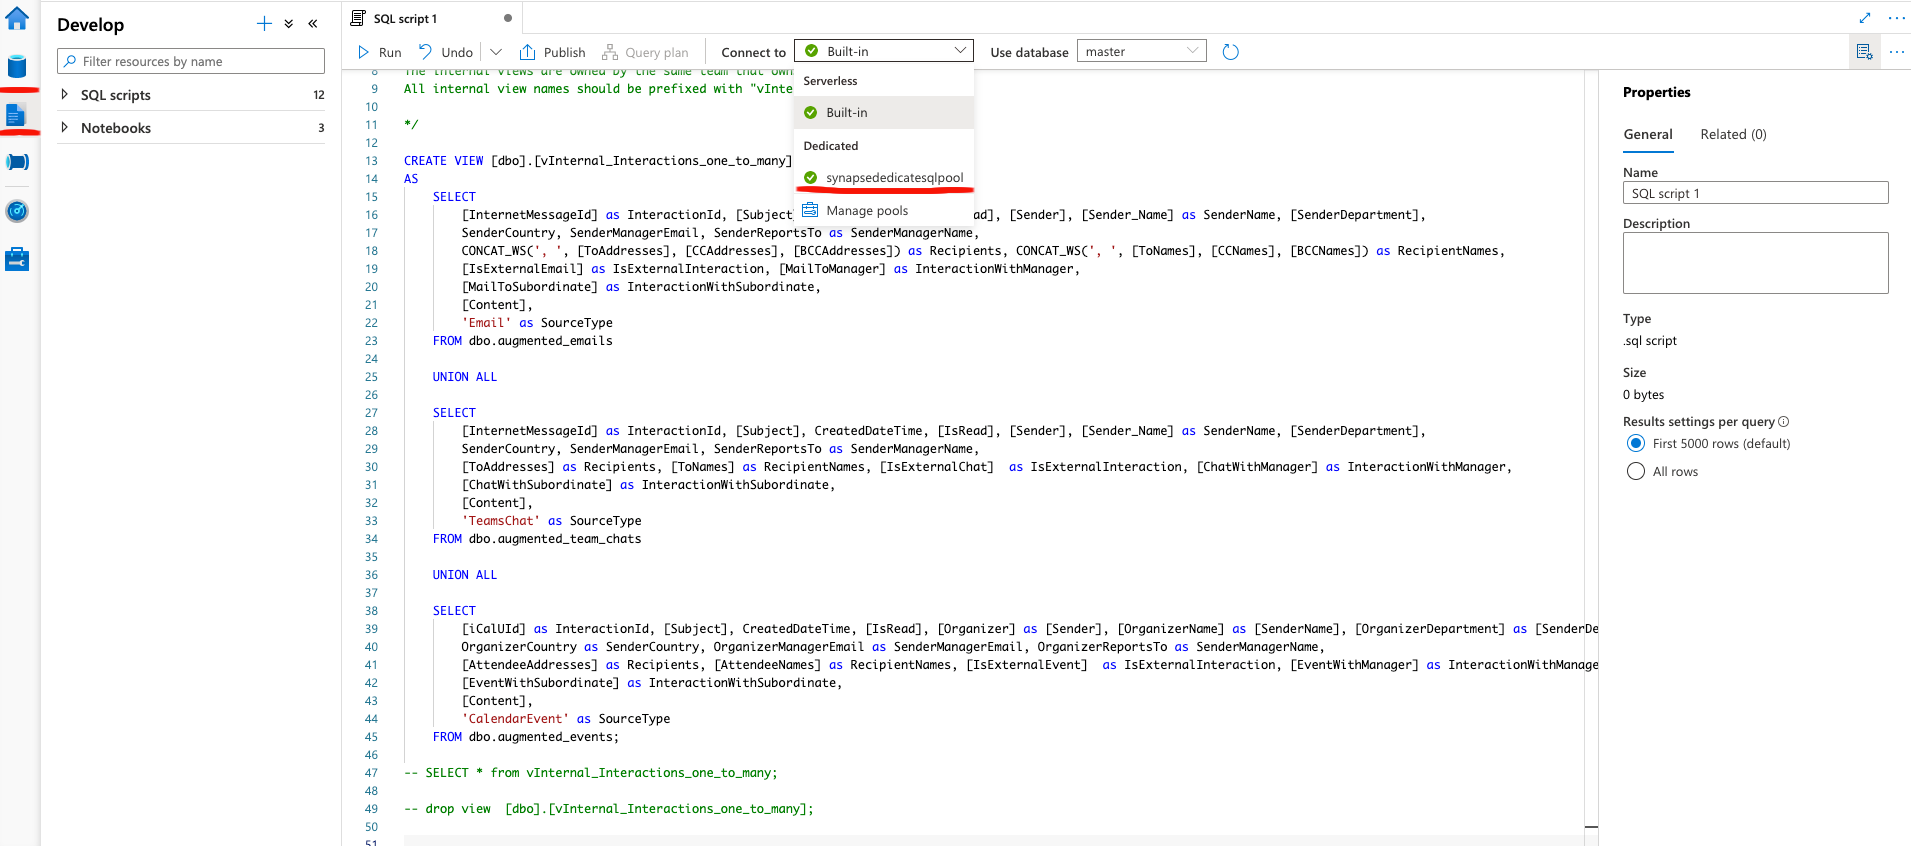 Develop
Filter resources by name
SQL scripts 12
Notebooks 3
SQL script 1
Run Undo Publish Query plan Connect to Built-in Use database master
Serverless
Built-in
Dedicated
synapsededicatesqlpool
Manage pools
8 The internal views are owned by the same team that own
9 All internal view names should be prefixed with "vInte
10
11 */
12
13 CREATE VIEW [dbo].[vInternal_Interactions_one_to_many]
14 AS
15 SELECT
16 [InternetMessageId] as InteractionId, [Subject] ad], [Sender], [Sender_Name] as SenderName, [SenderDepartment],
17 SenderCountry, SenderManagerEmail, SenderReportsTo as SenderManagerName,
18 CONCAT_WS(', ', [ToAddresses], [CCAddresses], [BCCAddresses]) as Recipients, CONCAT_WS(', ', [ToNames], [CCNames], [BCCNames]) as RecipientNames,
19 [IsExternalEmail] as IsExternalInteraction, [MailToManager] as InteractionWithManager,
20 [MailToSubordinate] as InteractionWithSubordinate,
21 [Content],
22 'Email' as SourceType
23 FROM dbo.augmented_emails
24
25 UNION ALL
26
27 SELECT
28 [InternetMessageId] as InteractionId, [Subject], CreatedDateTime, [IsRead], [Sender], [Sender_Name] as SenderName, [SenderDepartment],
29 SenderCountry, SenderManagerEmail, SenderReportsTo as SenderManagerName,
30 [ToAddresses] as Recipients, [ToNames] as RecipientNames, [IsExternalChat]  as IsExternalInteraction, [ChatWithManager] as InteractionWithManager,
31 [ChatWithSubordinate] as InteractionWithSubordinate,
32 [Content],
33 'TeamsChat' as SourceType
34 FROM dbo.augmented_team_chats
35
36 UNION ALL
37
38 SELECT
39 [iCalUId] as InteractionId, [Subject], CreatedDateTime, [IsRead], [Organizer] as [Sender], [OrganizerName] as [SenderName], [OrganizerDepartment] as [SenderDe
40 OrganizerCountry as SenderCountry, OrganizerManagerEmail as SenderManagerEmail, OrganizerReportsTo as SenderManagerName,
41 [AttendeeAddresses] as Recipients, [AttendeeNames] as RecipientNames, [IsExternalEvent]  as IsExternalInteraction, [EventWithManager] as InteractionWithManage
42 [EventWithSubordinate] as InteractionWithSubordinate,
43 [Content],
44 'CalendarEvent' as SourceType
45 FROM dbo.augmented_events;
46
47 -- SELECT * from vInternal_Interactions_one_to_many;
48
49 -- drop view  [dbo].[vInternal_Interactions_one_to_many];
50
51
Properties
General Related (0)
Name
SQL script 1
Description
Type
.sql script
Size
0 bytes
Results settings per query
First 5000 rows (default)
All rows